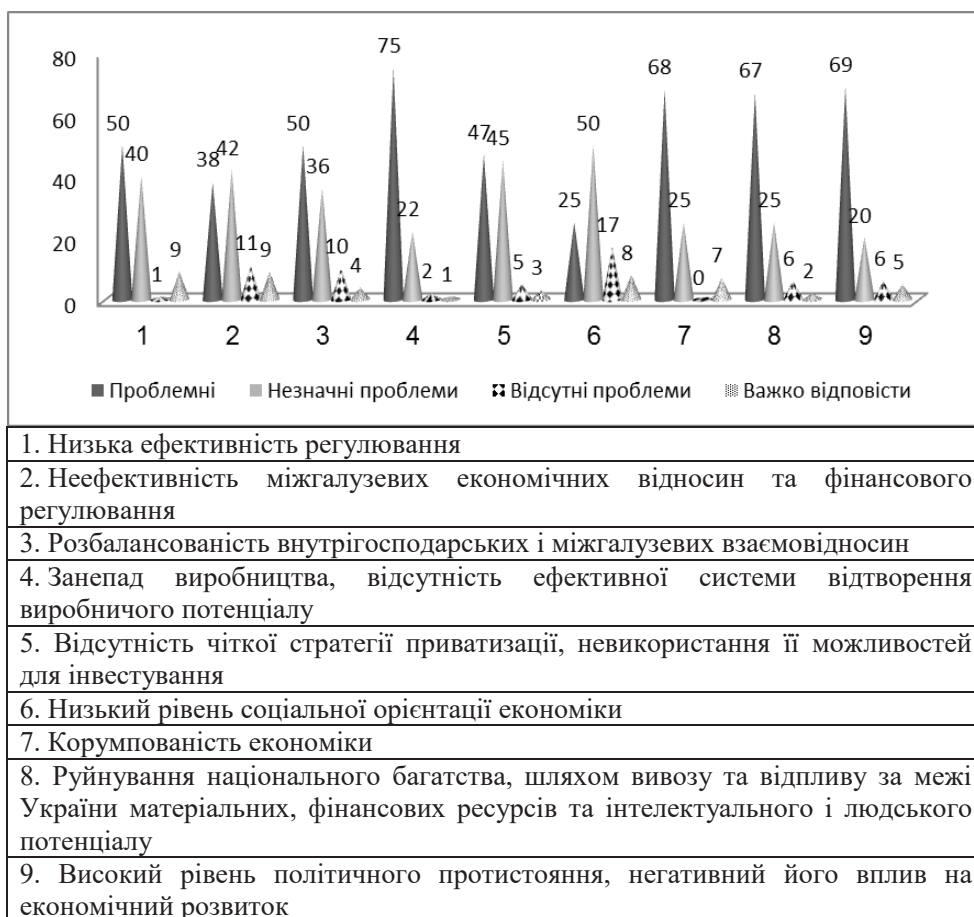 75
80
68
67
69
60
50
50
47
45
50
40
42
38
36
40
25
22
25
25
20
20
17
11
10
9
9
8
7
6
6
5
5
4
3
2
2
1
1
0
0
1
2
3
4
5
6
7
8
9
Проблемні
Незначні проблеми
Відсутні проблеми
Важко відповісти
1. Низька ефективність регулювання
2. Неефективність міжгалузевих економічних відносин та фінансового
регулювання
3. Розбалансованість внутрігосподарських і міжгалузевих взаємовідносин
4. Занепад виробництва, відсутність ефективної системи відтворення
виробничого потенціалу
5. Відсутність чіткої стратегії приватизації, невикористання її можливостей
для інвестування
6. Низький рівень соціальної орієнтації економіки
7. Корумпованість економіки
8. Руйнування національного багатства, шляхом вивозу та відпливу за межі
України матеріальних, фінансових ресурсів та інтелектуального і людського
потенціалу
9. Високий рівень політичного протистояння, негативний його вплив на
економічний розвиток